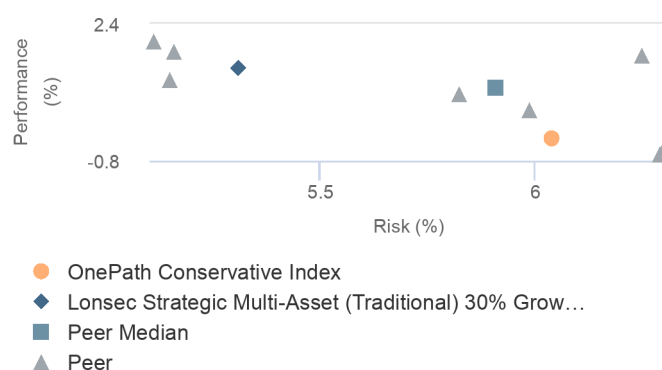 2.4
Performance
(%)
-0.8
5.5
6
Risk (%)
OnePath Conservative Index
Lonsec Strategic Multi-Asset (Traditional) 30% Grow…
Peer Median
Peer